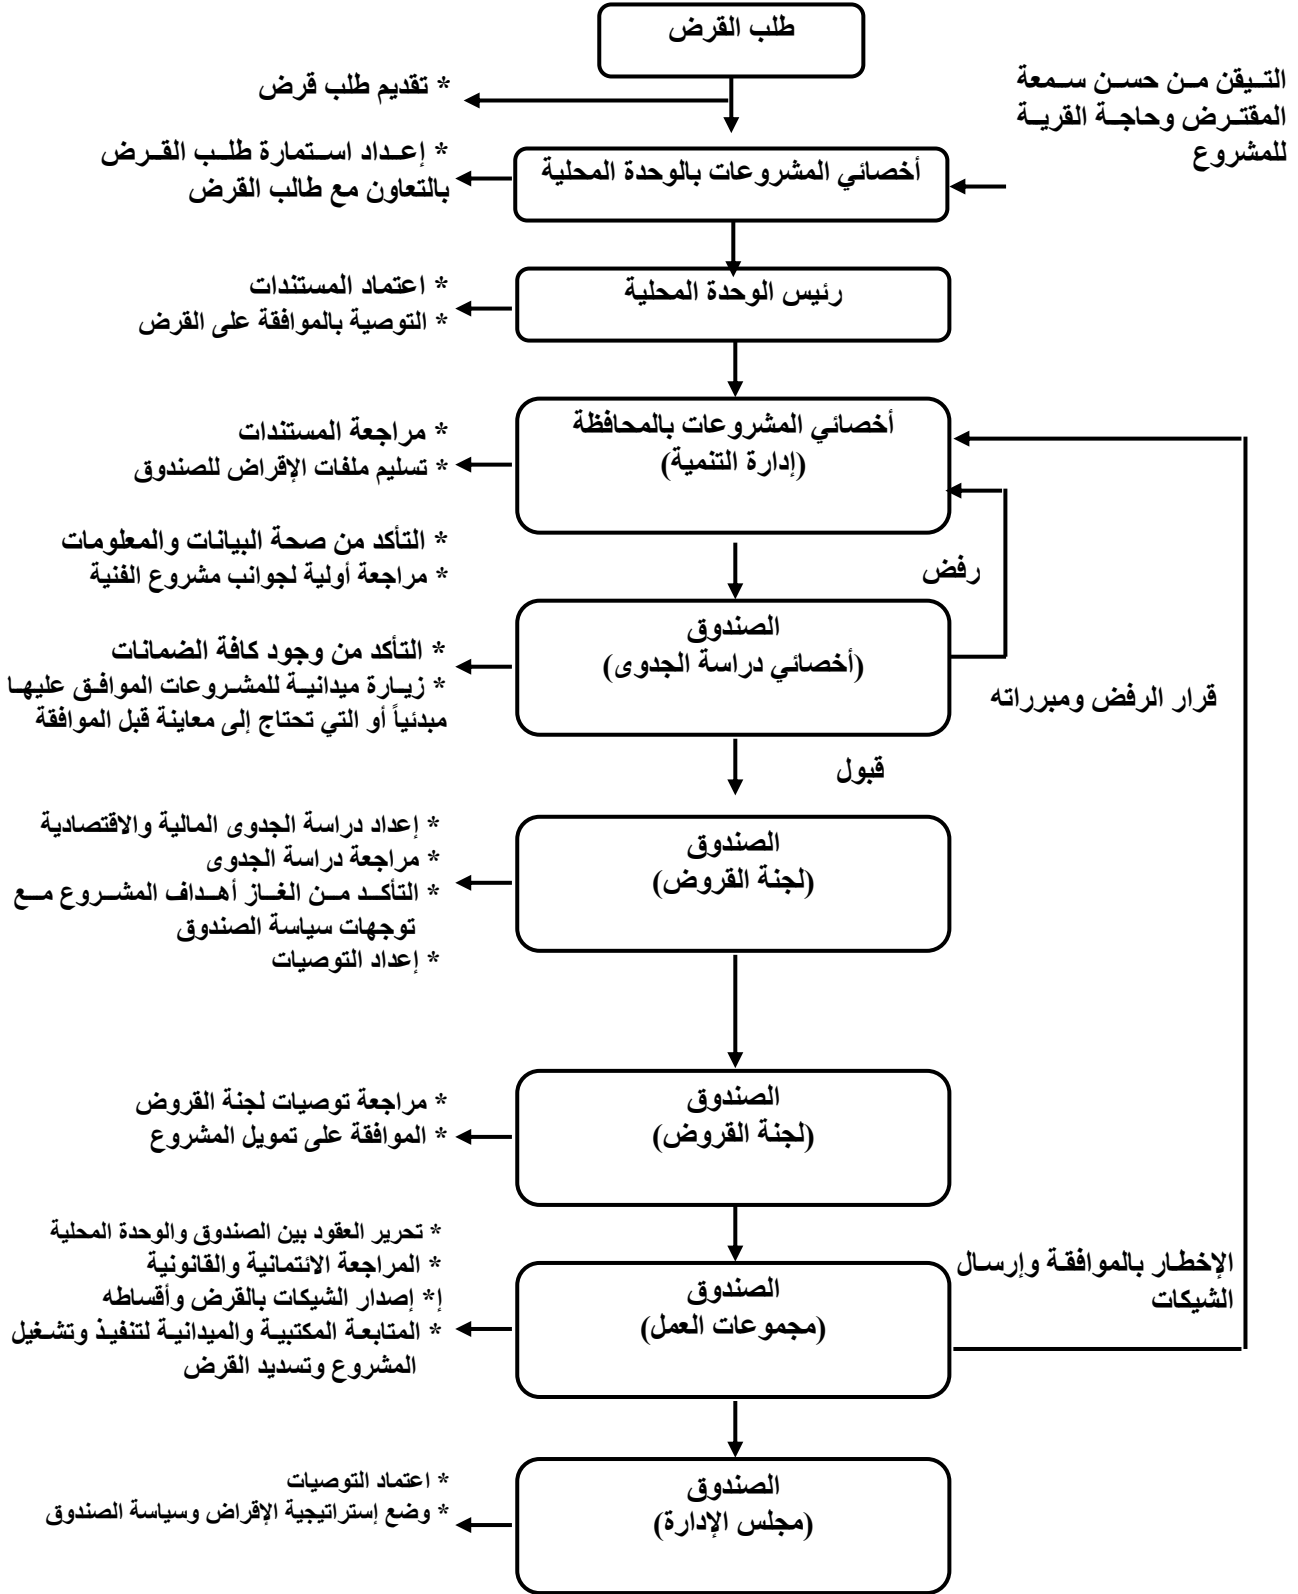 طلب القرض
* تقديم طلب قرض
التيقن من حسن سمعة
المقترض وحاجة القرية
للمشروع
أخصائي المشروعات بالوحدة المحلية
* إعداد استمارة طلب القرض
بالتعاون مع طالب القرض
رئيس الوحدة المحلية
* اعتماد المستندات
* التوصية بالموافقة على القرض
أخصائي المشروعات بالمحافظة
(إدارة التنمية)
* مراجعة المستندات
* تسليم ملفات الإقراض للصندوق
* التأكد من صحة البيانات والمعلومات
* مراجعة أولية لجوانب مشروع الفنية
رفض
الصندوق
(أخصائي دراسة الجدوى)
* التأكد من وجود كافة الضمانات
* زيارة ميدانية للمشروعات الموافق عليها
مبدئياً أو التي تحتاج إلى معاينة قبل الموافقة
قرار الرفض ومبرراته
قبول
الصندوق
(لجنة القروض)
* إعداد دراسة الجدوى المالية والاقتصادية
* مراجعة دراسة الجدوى
* التأكد من الغاز أهداف المشروع مع
توجهات سياسة الصندوق
* إعداد التوصيات
الصندوق
(لجنة القروض)
* مراجعة توصيات لجنة القروض
* الموافقة على تمويل المشروع
الصندوق
(مجموعات العمل)
* تحرير العقود بين الصندوق والوحدة المحلية
* المراجعة الائتمانية والقانونية
إ* إصدار الشيكات بالقرض وأقساطه
* المتابعة المكتبية والميدانية لتنفيذ وتشغيل
المشروع وتسديد القرض
الإخطار بالموافقة وإرسال
الشيكات
الصندوق
(مجلس الإدارة)
* اعتماد التوصيات
* وضع إستراتيجية الإقراض وسياسة الصندوق